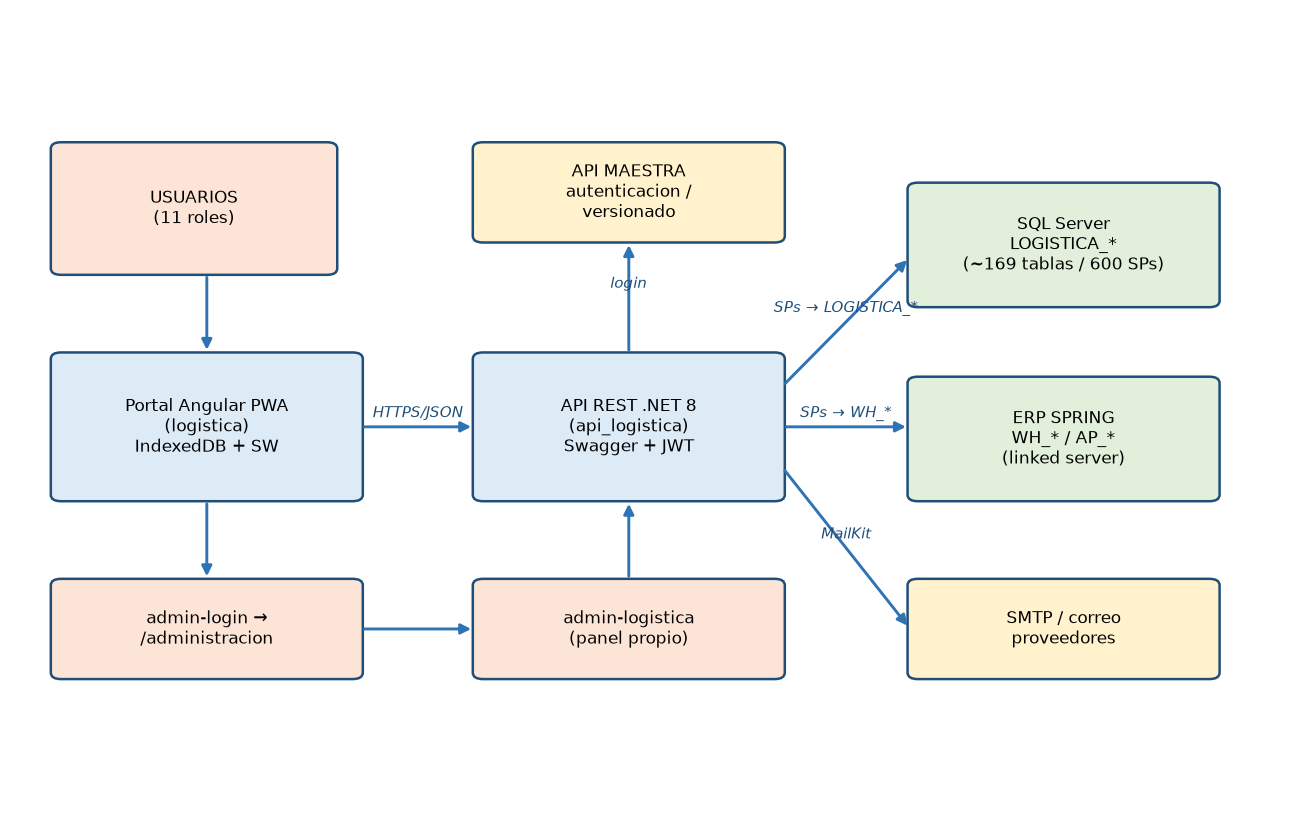 USUARIOS
(11 roles)
API MAESTRA
autenticacion /
versionado
SQL Server
LOGISTICA_*
(~169 tablas / 600 SPs)
login
SPs → LOGISTICA_*
Portal Angular PWA
(logistica)
IndexedDB + SW
HTTPS/JSON
API REST .NET 8
(api_logistica)
Swagger + JWT
SPs → WH_*
ERP SPRING
WH_* / AP_*
(linked server)
MailKit
admin-login →
/administracion
admin-logistica
(panel propio)
SMTP / correo
proveedores